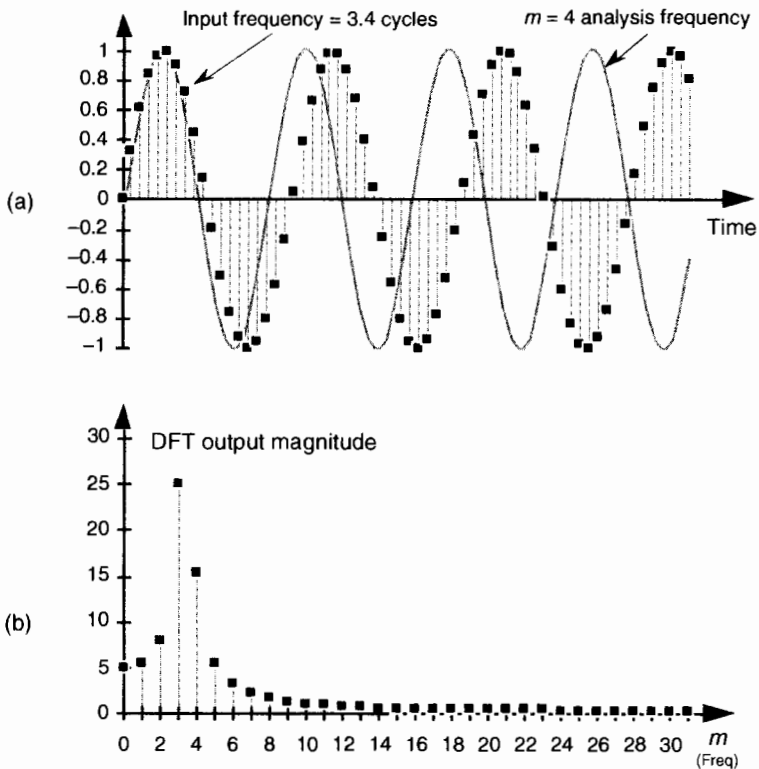 Input frequency = 3.4 cycles
m = 4 analysis frequency
1
0.8
0.6
0.4
0.2
0
−0.2
−0.4
−0.6
−0.8
−1
(a)
Time
30
25
20
15
10
5
0
DFT output magnitude
(b)
0 2 4 6 8 10 12 14 16 18 20 22 24 26 28 30
m
(Freq)